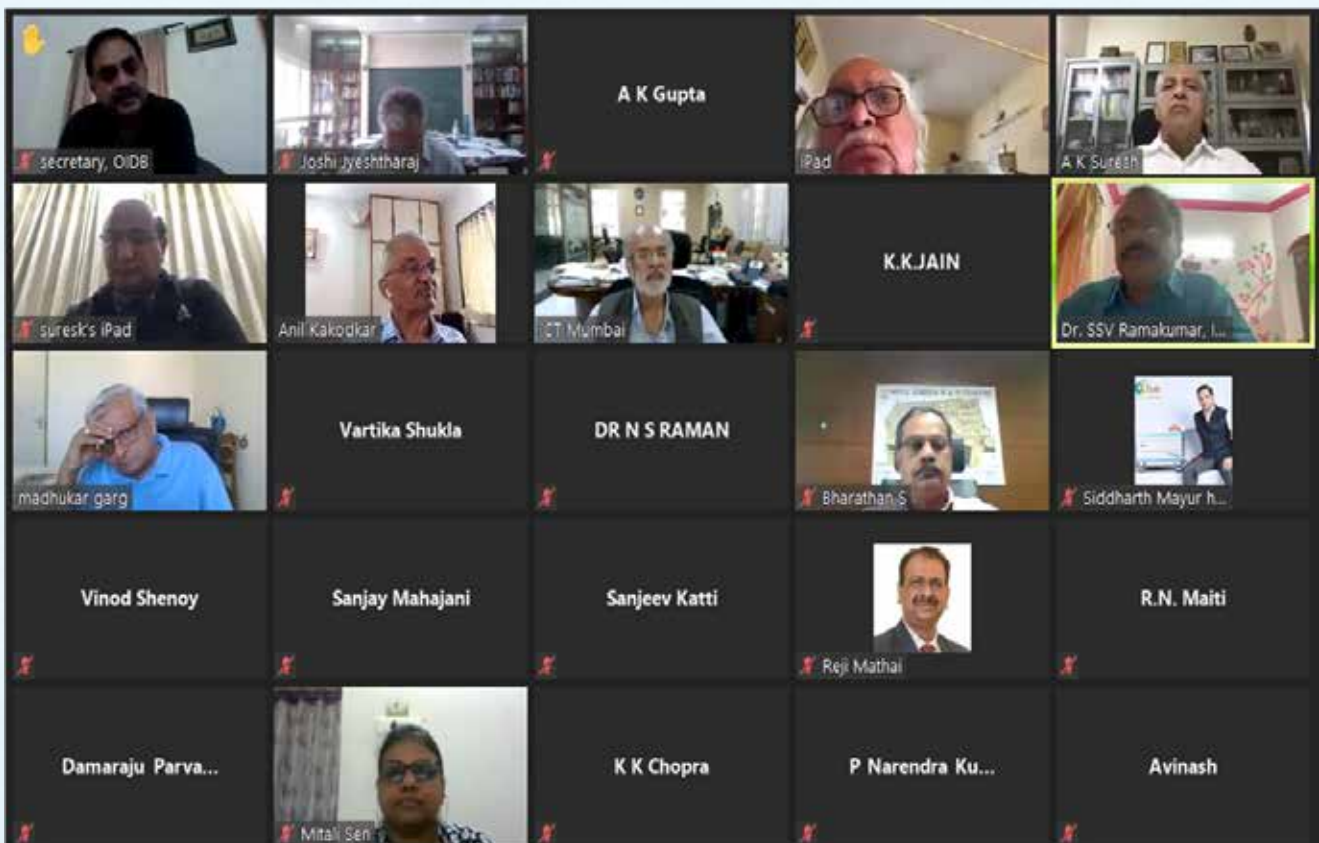 secretary, OIDB
Joshi Jyeshtharaj
A K Gupta
iPad
A K Suresh
suresk's iPad
Anil Kakodkar
ICT Mumbai
K.K.JAIN
Dr. SSV Ramakumar, I...
madhukar garg
Vartika Shukla
DR N S RAMAN
Bharathan S
Siddharth Mayur h...
Vinod Shenoy
Sanjay Mahajani
Sanjeev Katti
Reji Mathai
R.N. Maiti
Damaraju Parva...
Mitali Sen
K K Chopra
P Narendra Ku...
Avinash